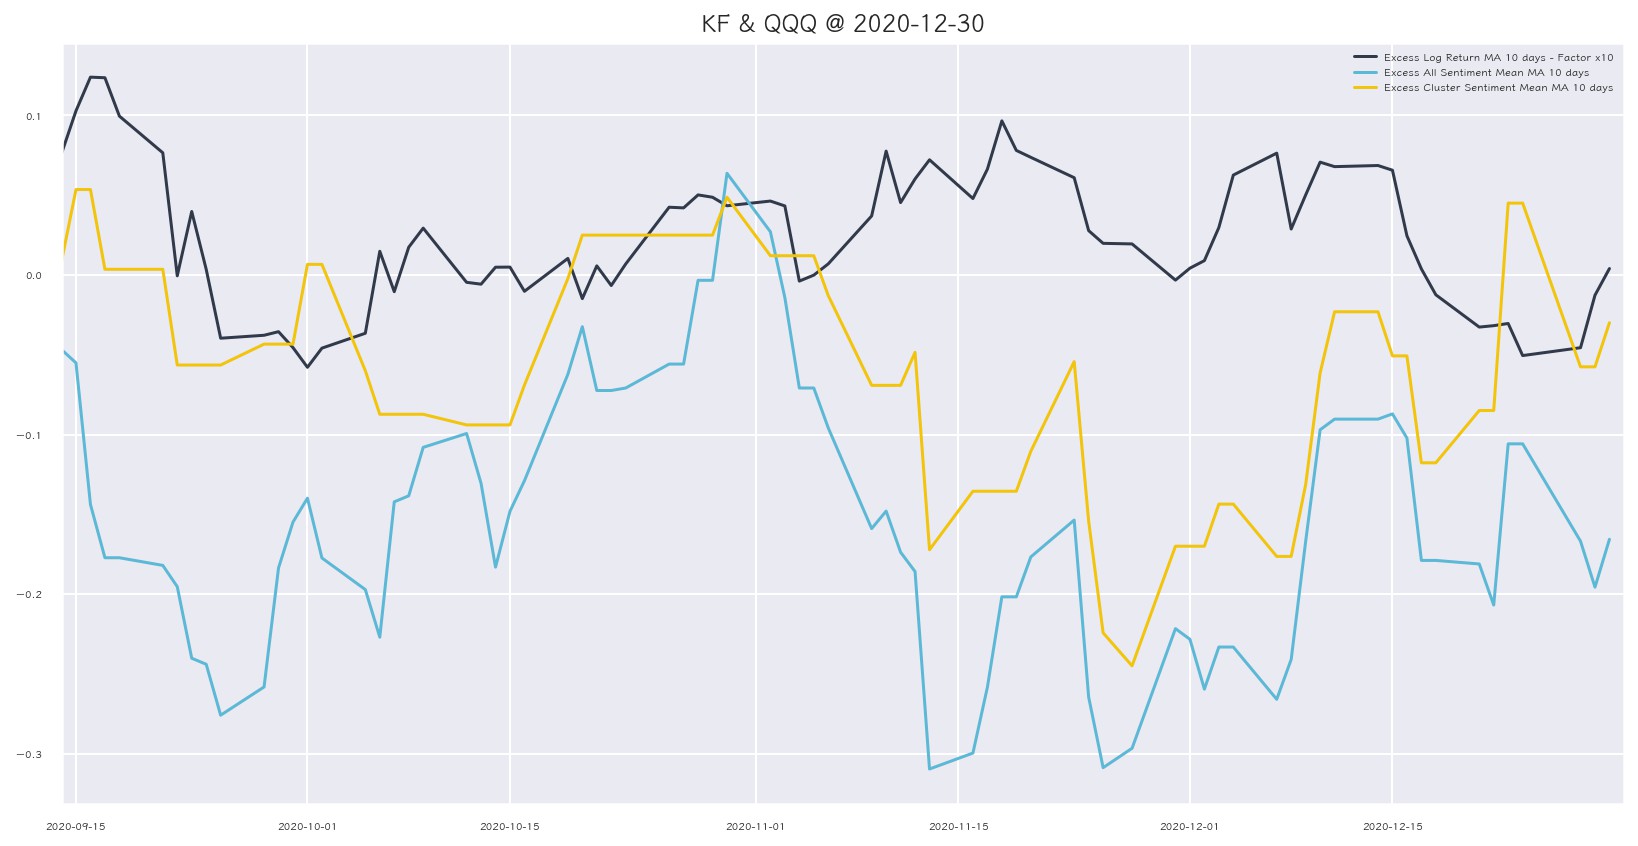 KF & QQQ @ 2020-12-30
Excess Log Return MA 10 days - Factor x10
Excess All Sentiment Mean MA 10 days
Excess Cluster Sentiment Mean MA 10 days
0.1
0.0
−0.1
−0.2
−0.3
2020-09-15 2020-10-01 2020-10-15 2020-11-01 2020-11-15 2020-12-01 2020-12-15